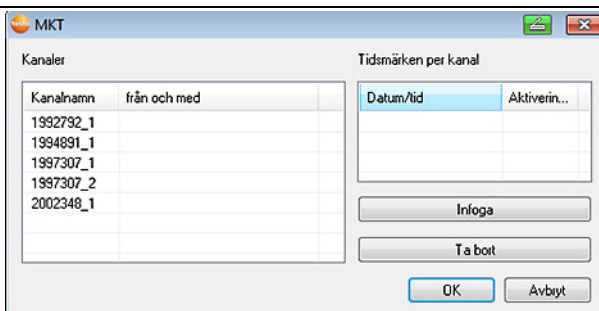 testo MKT
Kanaler
Kanalnamn från och med
1992792_1
1994891_1
1997307_1
1997307_2
2002348_1
Tidsmärken per kanal
Datum/tid Aktiverin...
Infoga
Ta bort
OK Avbryt